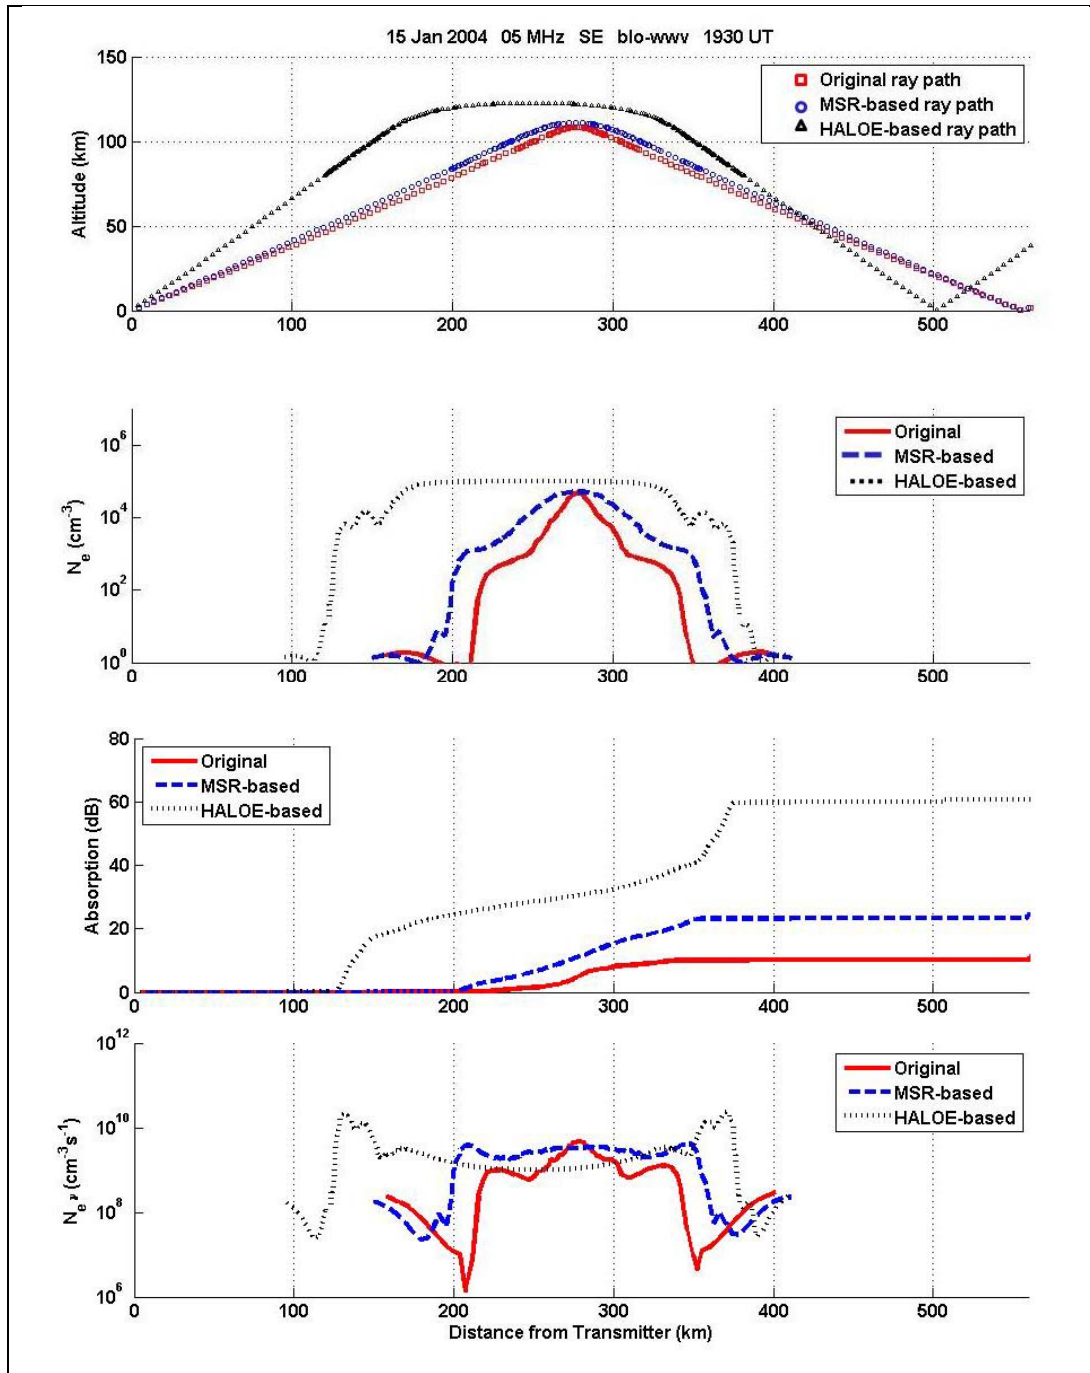 15 Jan 2004 05 MHz SE blo-wwv 1930 UT
150
100
50
0
Altitude (km)
Original ray path
MSR-based ray path
HALOE-based ray path
0 100 200 300 400 500
10^6
10^4
10^2
10^0
N_e (cm^-3)
Original
MSR-based
HALOE-based
0 100 200 300 400 500
80
60
40
20
0
Absorption (dB)
Original
MSR-based
HALOE-based
0 100 200 300 400 500
10^12
10^10
10^8
10^6
N_e ν (cm^-3 s^-1)
Original
MSR-based
HALOE-based
0 100 200 300 400 500
Distance from Transmitter (km)